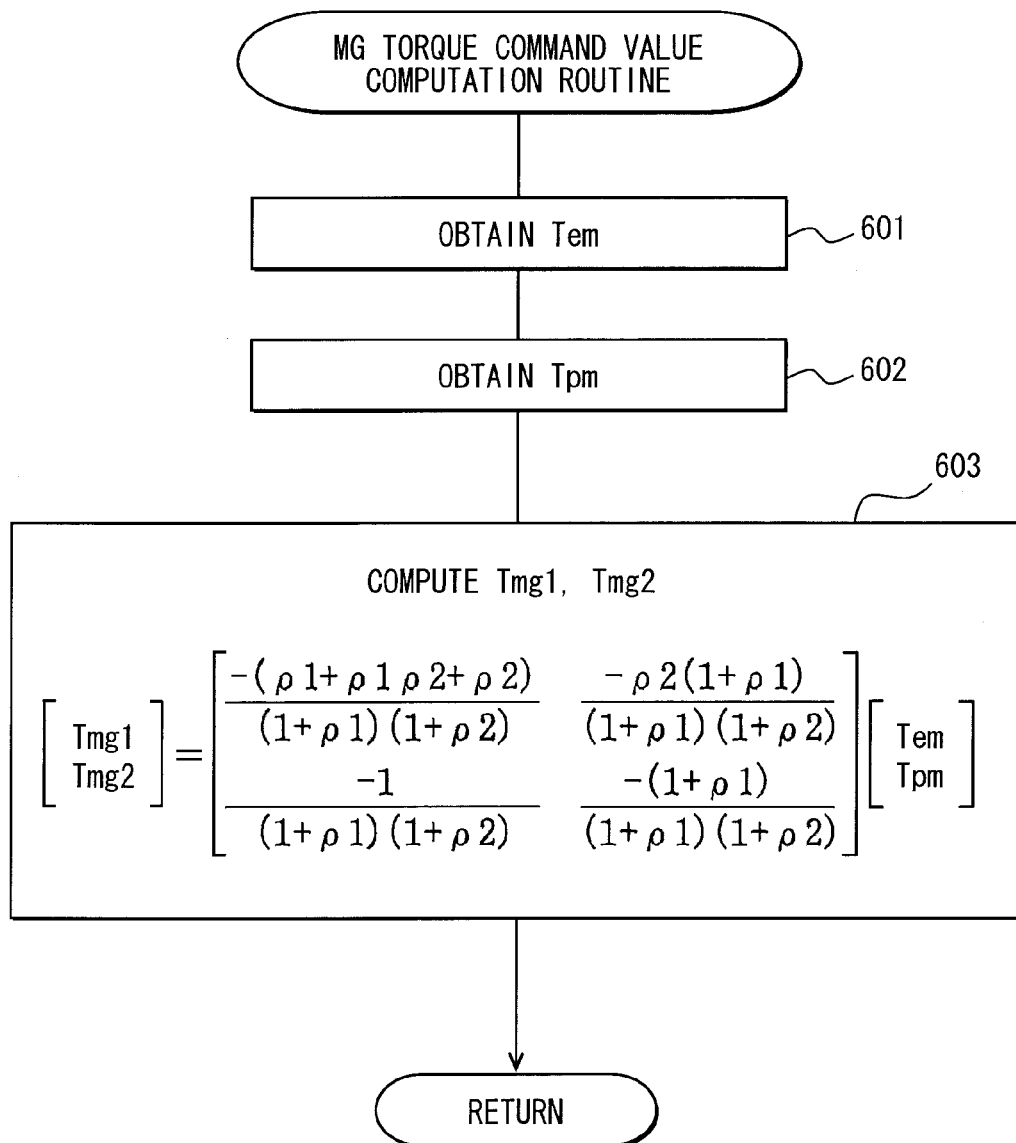 MG TORQUE COMMAND VALUE
COMPUTATION ROUTINE
OBTAIN Tem
601
OBTAIN Tpm
602
603
COMPUTE Tmg1, Tmg2
-(ρ1+ρ1ρ2+ρ2) -ρ2(1+ρ1)
(1+ρ1)(1+ρ2) (1+ρ1)(1+ρ2)
Tmg1 = Tem
Tmg2 Tpm
-1 -(1+ρ1)
(1+ρ1)(1+ρ2) (1+ρ1)(1+ρ2)
RETURN